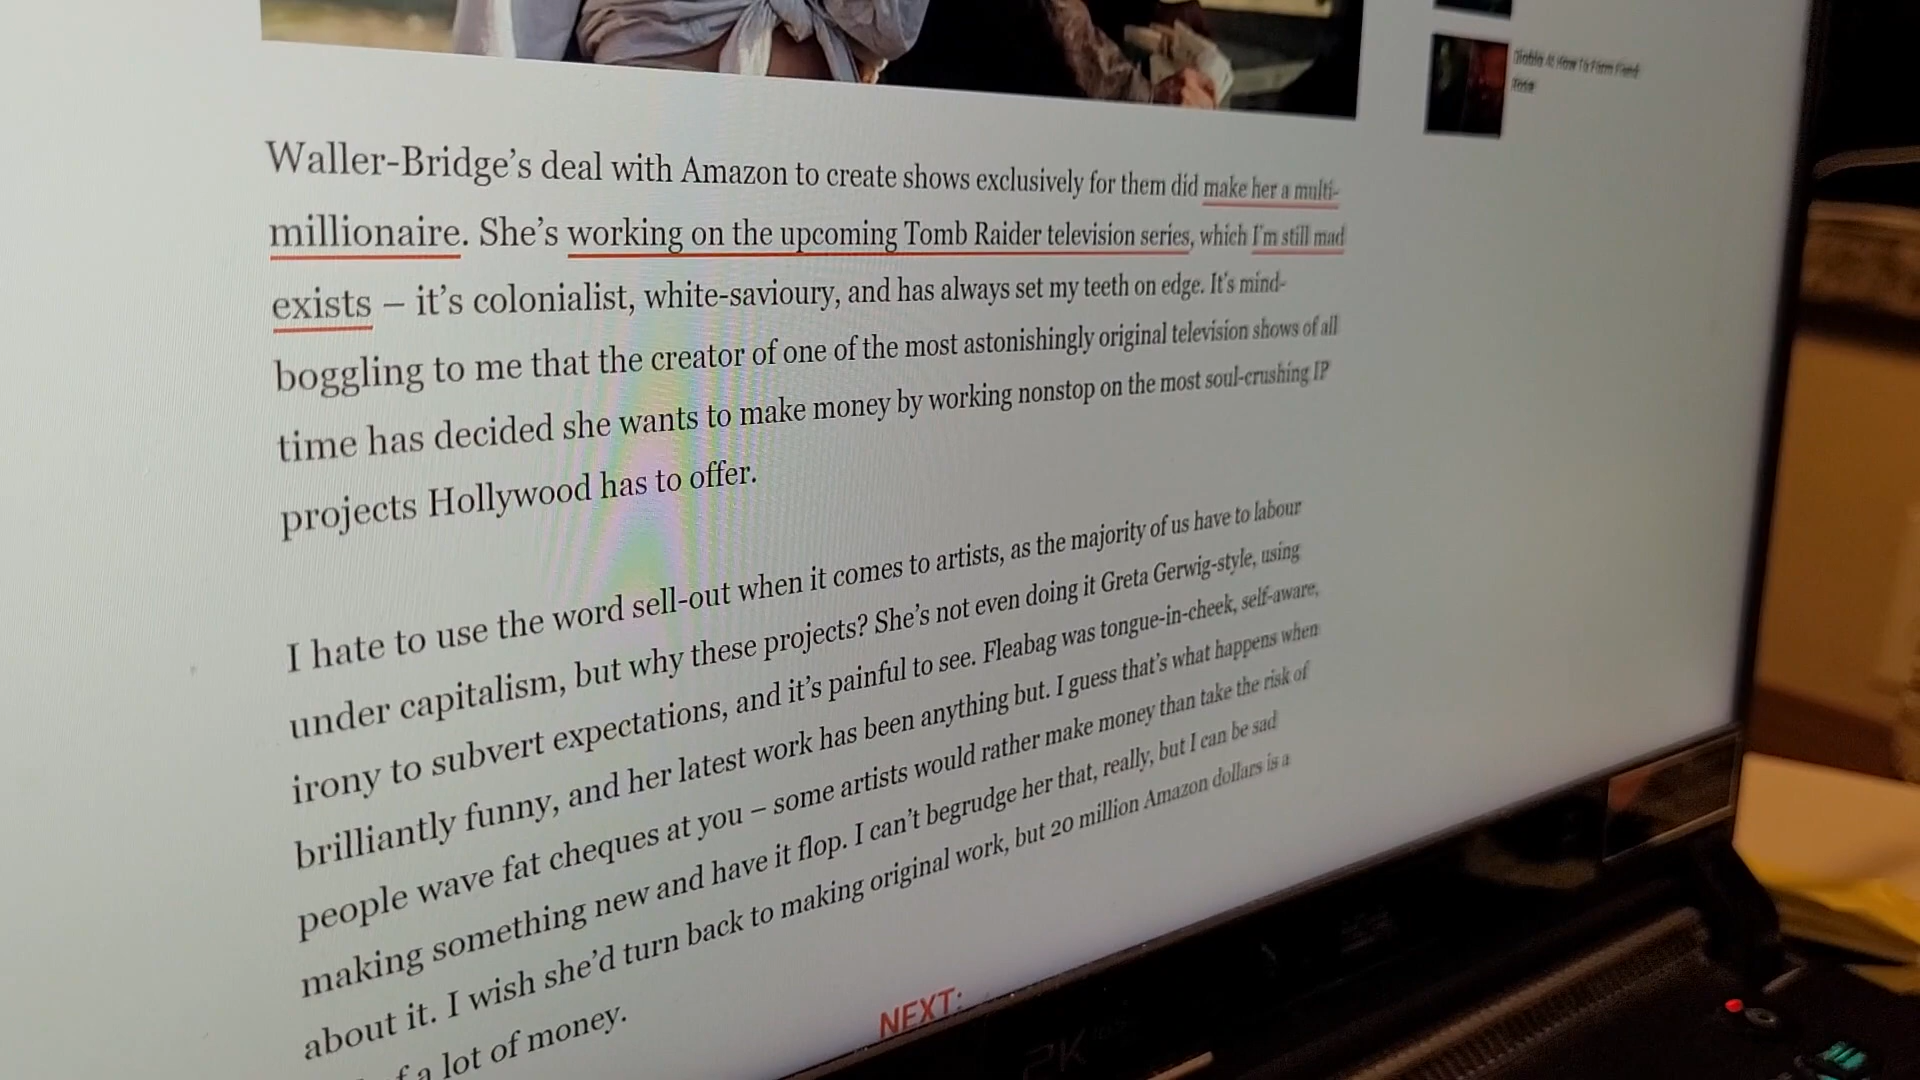 Diablo 4: How To Farm Fiend
Rose
Waller-Bridge’s deal with Amazon to create shows exclusively for them did make her a multi-
millionaire. She’s working on the upcoming Tomb Raider television series, which I’m still mad
exists – it’s colonialist, white-savioury, and has always set my teeth on edge. It’s mind-
boggling to me that the creator of one of the most astonishingly original television shows of all
time has decided she wants to make money by working nonstop on the most soul-crushing IP
projects Hollywood has to offer.
I hate to use the word sell-out when it comes to artists, as the majority of us have to labour
under capitalism, but why these projects? She’s not even doing it Greta Gerwig-style, using
irony to subvert expectations, and it’s painful to see. Fleabag was tongue-in-cheek, self-aware,
brilliantly funny, and her latest work has been anything but. I guess that’s what happens when
people wave fat cheques at you – some artists would rather make money than take the risk of
making something new and have it flop. I can’t begrudge her that, really, but I can be sad
about it. I wish she’d turn back to making original work, but 20 million Amazon dollars is a
a lot of money.
NEXT:
2K